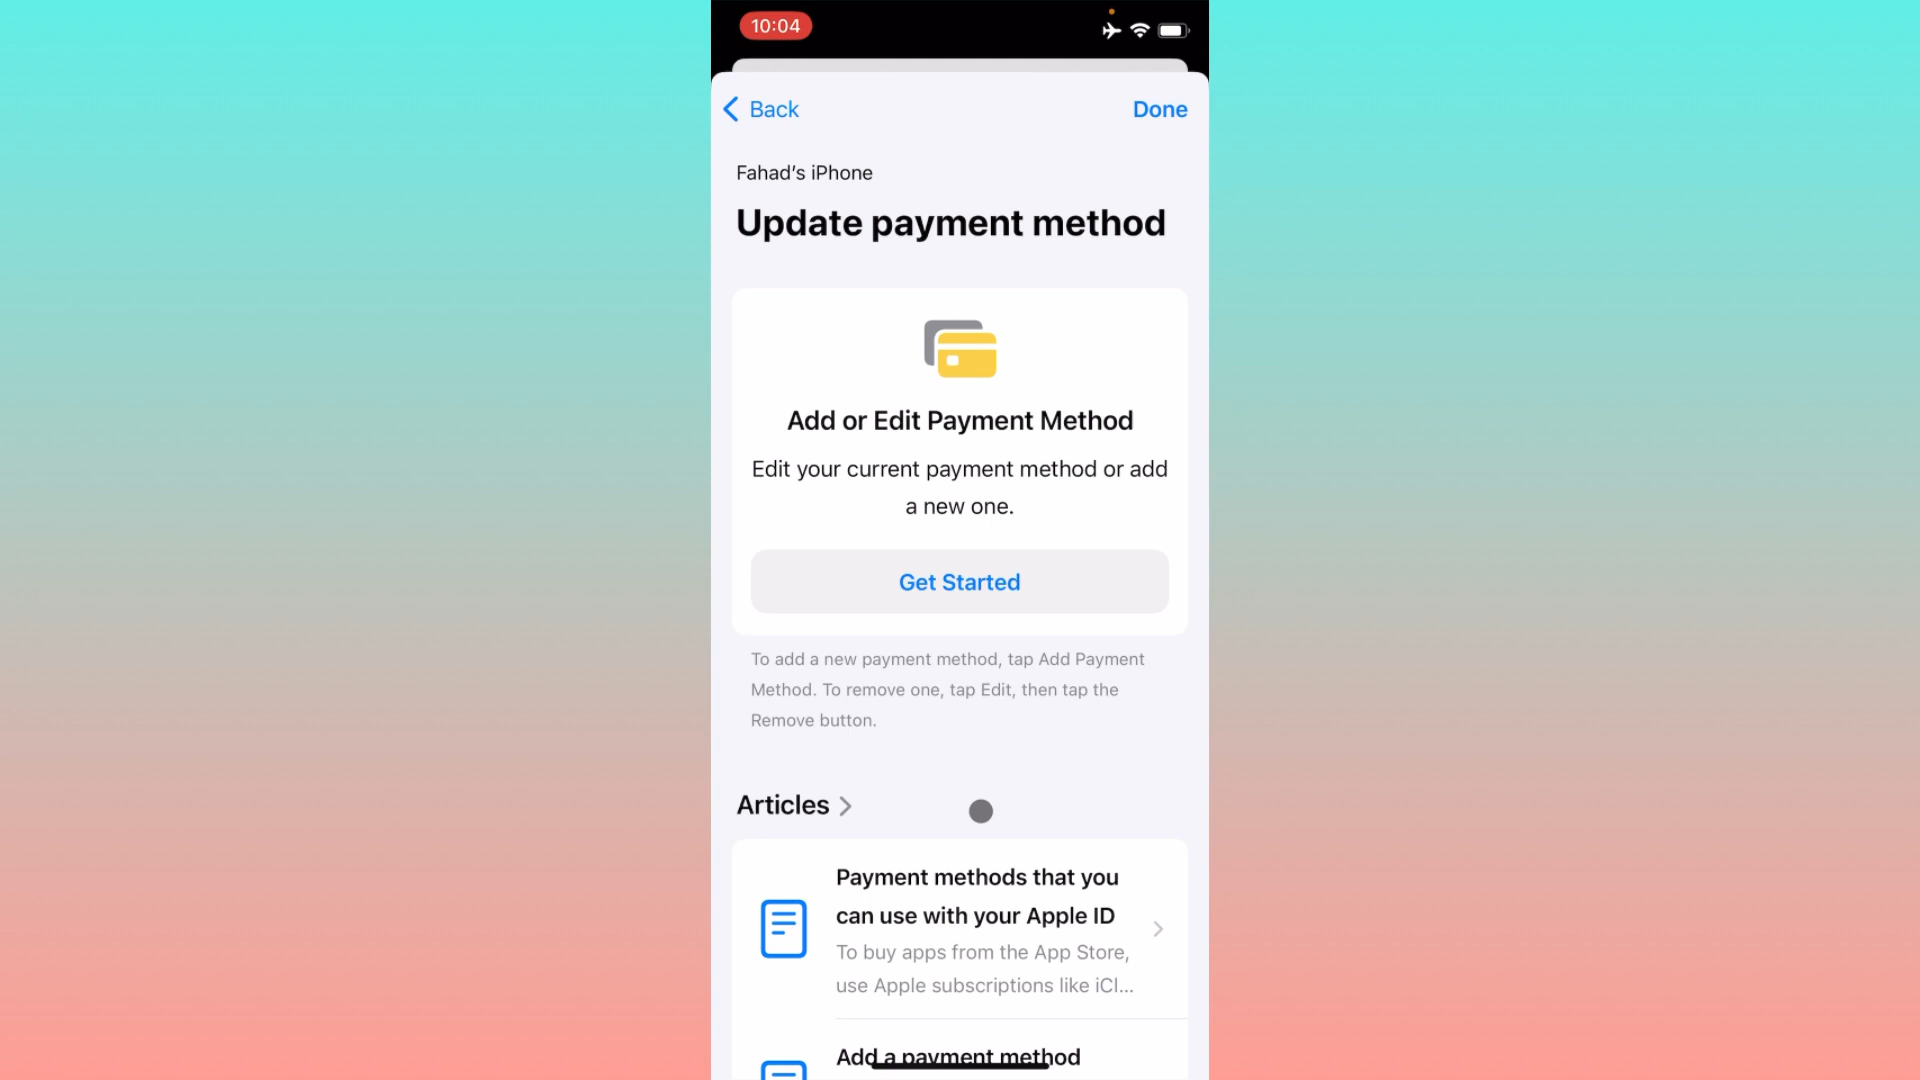 10:04
Back
Done
Fahad's iPhone
Update payment method
Add or Edit Payment Method
Edit your current payment method or add
a new one.
Get Started
To add a new payment method, tap Add Payment
Method. To remove one, tap Edit, then tap the
Remove button.
Articles
Payment methods that you
can use with your Apple ID
To buy apps from the App Store,
use Apple subscriptions like iCl...
Add a payment method